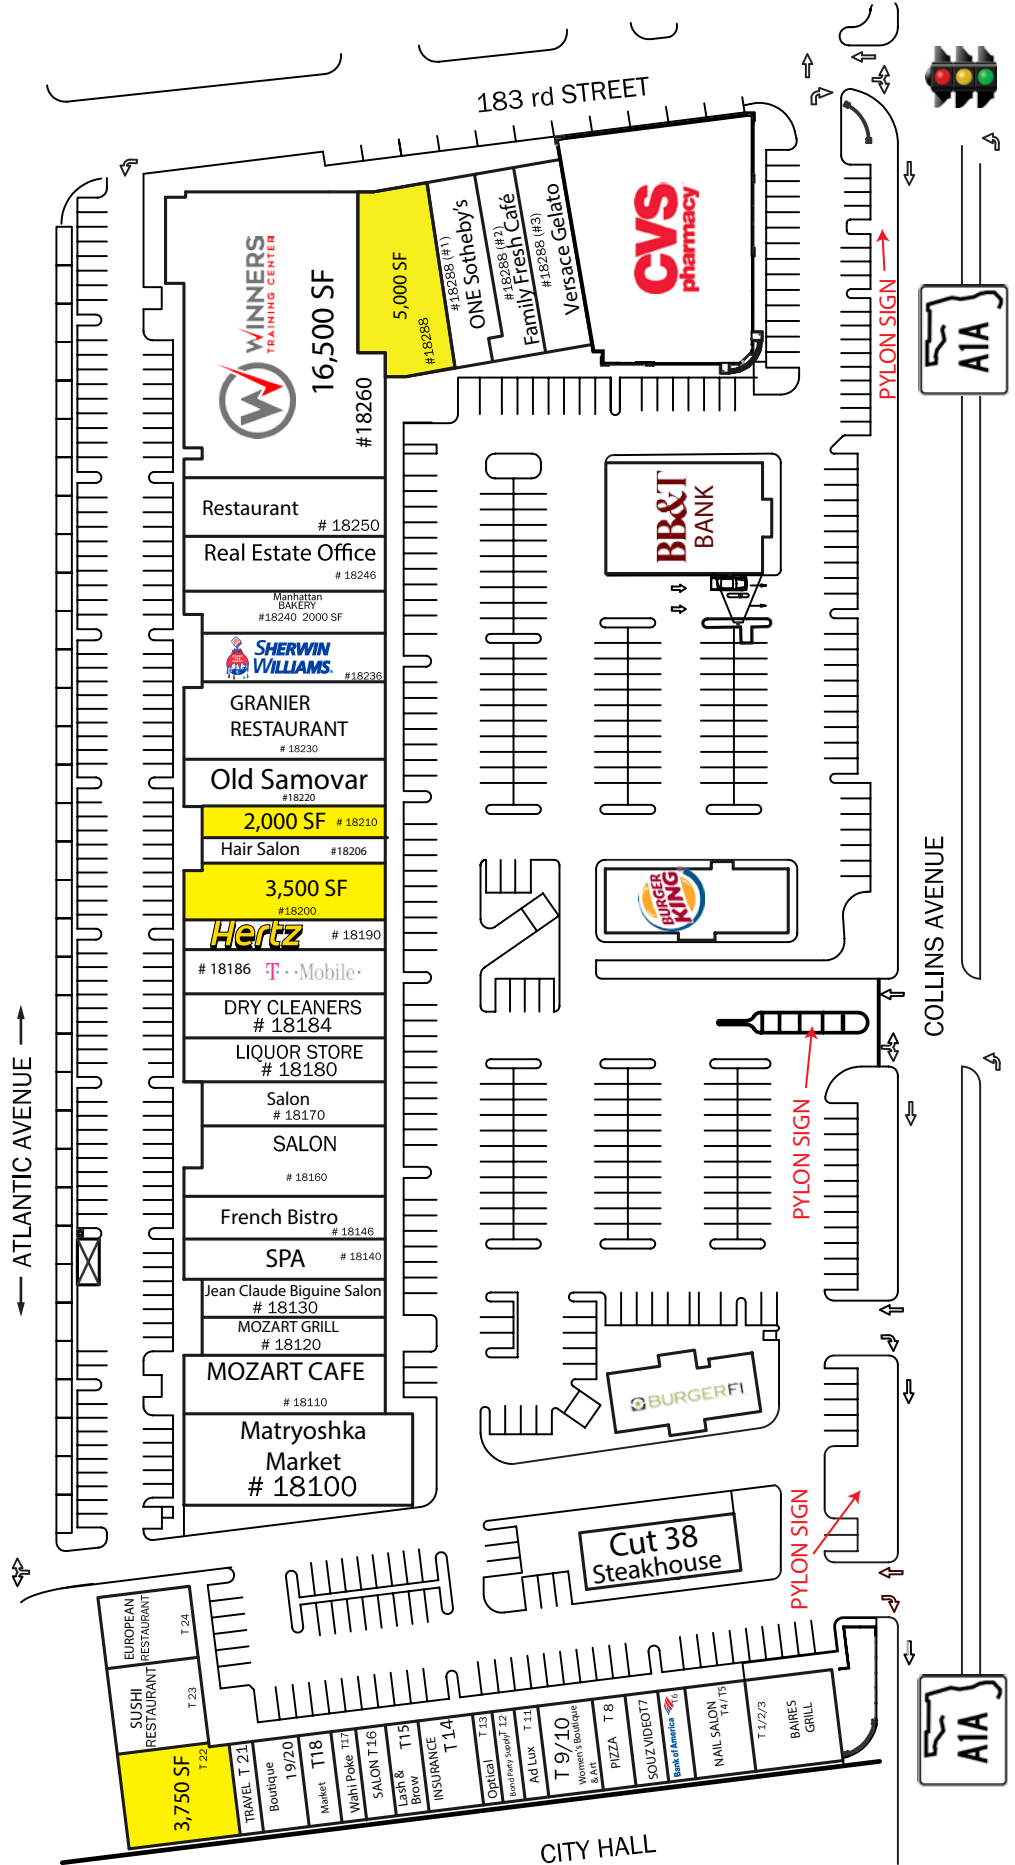 183 rd STREET
WINNERS
TRAINING CENTER
16,500 SF
#18260
5,000 SF
#18288
#18288 (#1)
ONE Sotheby's
#18288 (#2)
Family Fresh Café
#18288 (#3)
Versace Gelato
CVS
pharmacy
PYLON SIGN
A1A
Restaurant
# 18250
Real Estate Office
# 18246
Manhattan
BAKERY
#18240 2000 SF
SHERWIN
WILLIAMS.
#18236
GRANIER
RESTAURANT
# 18230
Old Samovar
#18220
2,000 SF # 18210
Hair Salon #18206
3,500 SF
#18200
Hertz # 18190
# 18186 T··Mobile·
DRY CLEANERS
# 18184
LIQUOR STORE
# 18180
Salon
# 18170
SALON
# 18160
French Bistro
# 18146
SPA # 18140
Jean Claude Biguine Salon
# 18130
MOZART GRILL
# 18120
MOZART CAFE
# 18110
Matryoshka
Market
# 18100
BB&T
BANK
BURGER
KING
COLLINS AVENUE
ATLANTIC AVENUE
PYLON SIGN
BURGERFI
Cut 38
Steakhouse
PYLON SIGN
EUROPEAN
RESTAURANT
T 24
SUSHI
RESTAURANT
T 23
3,750 SF
T 22
TRAVEL T 21
Boutique
19/20
Market T18
Wahi Poke T17
SALON T16
Lash &
Brow
T15
INSURANCE
T14
Optical T 13
Bond Party Supply T 12
Ad Lux T 11
T 9/10
Women's Boutique
& Art
PIZZA T 8
SOUZ VIDEO T7
Bank of America T6
NAIL SALON
T4/T5
T 1/2/3
BAIRES
GRILL
A1A
CITY HALL